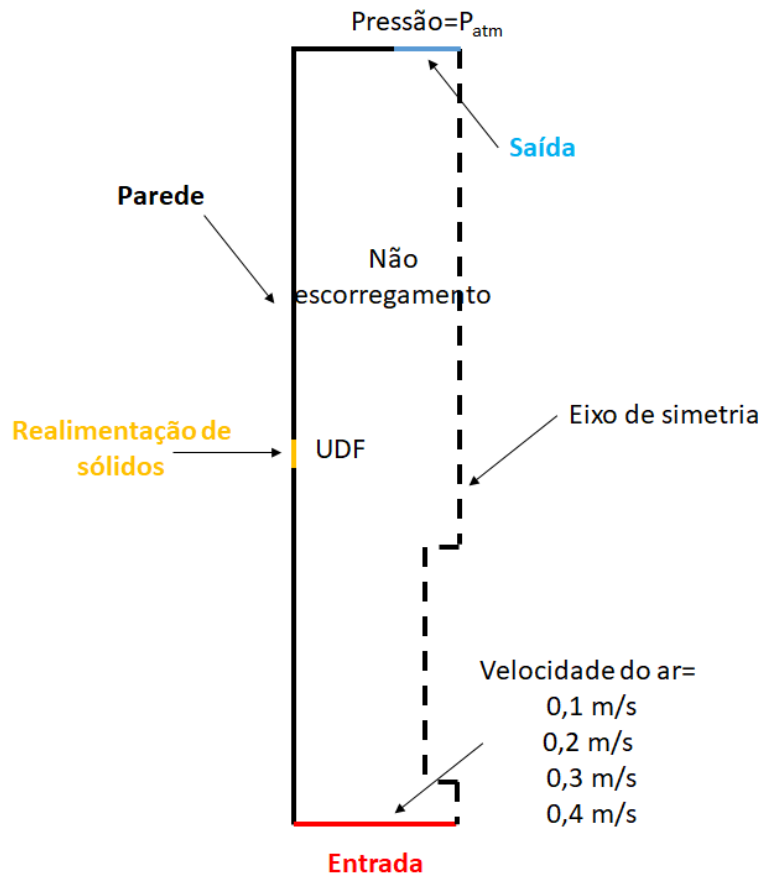 Pressão=Patm
Saída
Parede
Não
escorregamento
Eixo de simetria
Realimentação de
sólidos
UDF
Velocidade do ar=
0,1 m/s
0,2 m/s
0,3 m/s
0,4 m/s
Entrada